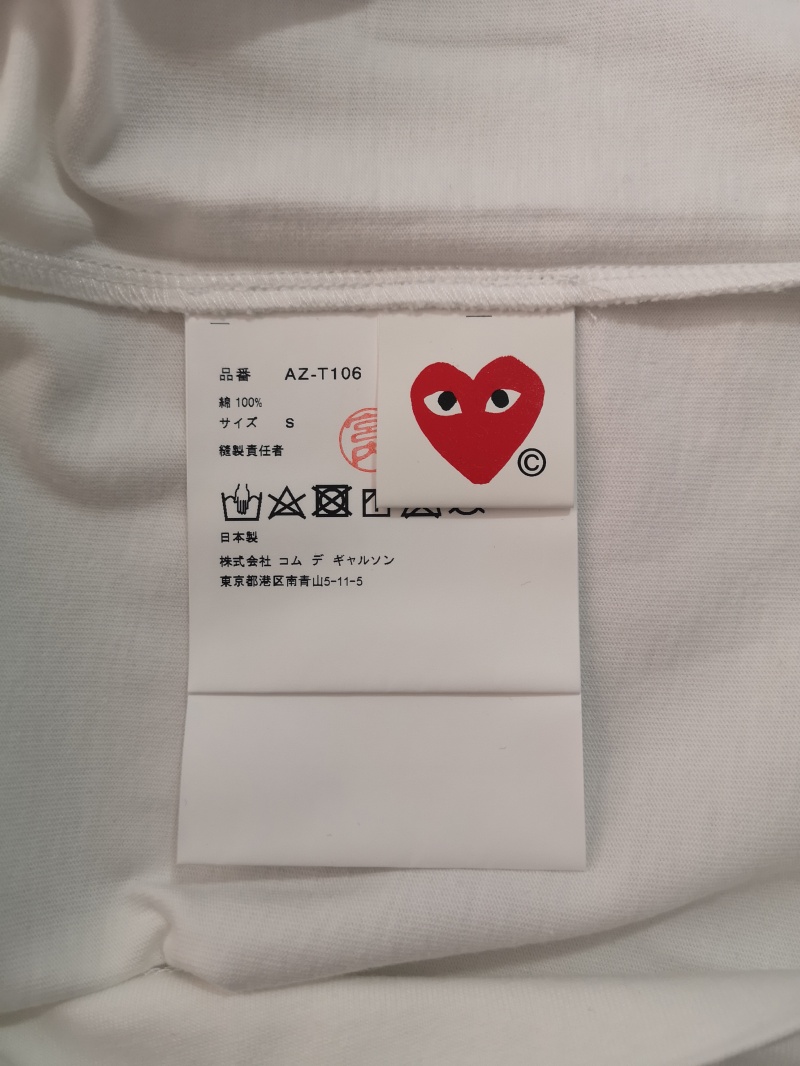 品番 AZ-T106
綿 100%
サイズ S
縫製責任者
日本製
株式会社 コム デ ギャルソン
東京都港区南青山5-11-5
©